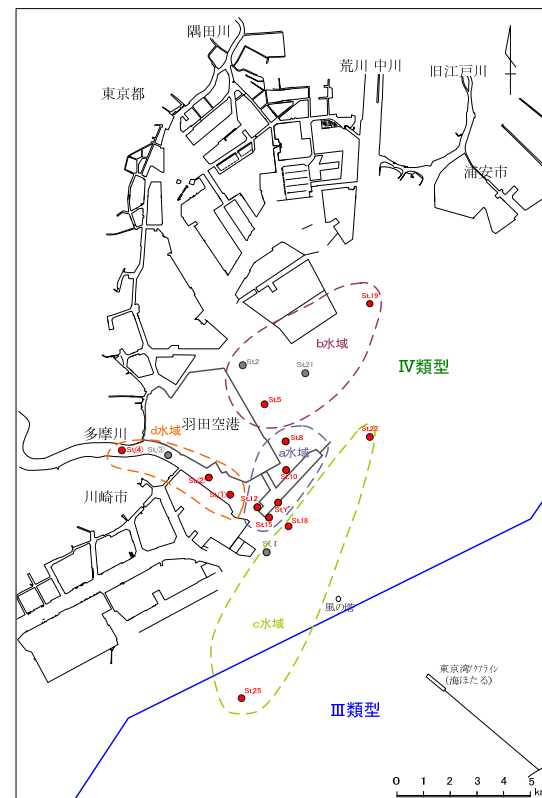 隅田川
荒川 中川
旧江戸川
東京都
浦安市
St.19
b水域
St.2
St.21
IV類型
St.5
羽田空港
多摩川
d水域
St.22
St.8
St.(4)
St.(3)
a水域
St.10
St.(2)
川崎市
St.(1)
St.12
St.Y
St.15
St.18
風の塔
c水域
東京湾アクアライン
(海ほたる)
St.25
III類型
0 1 2 3 4 5
km